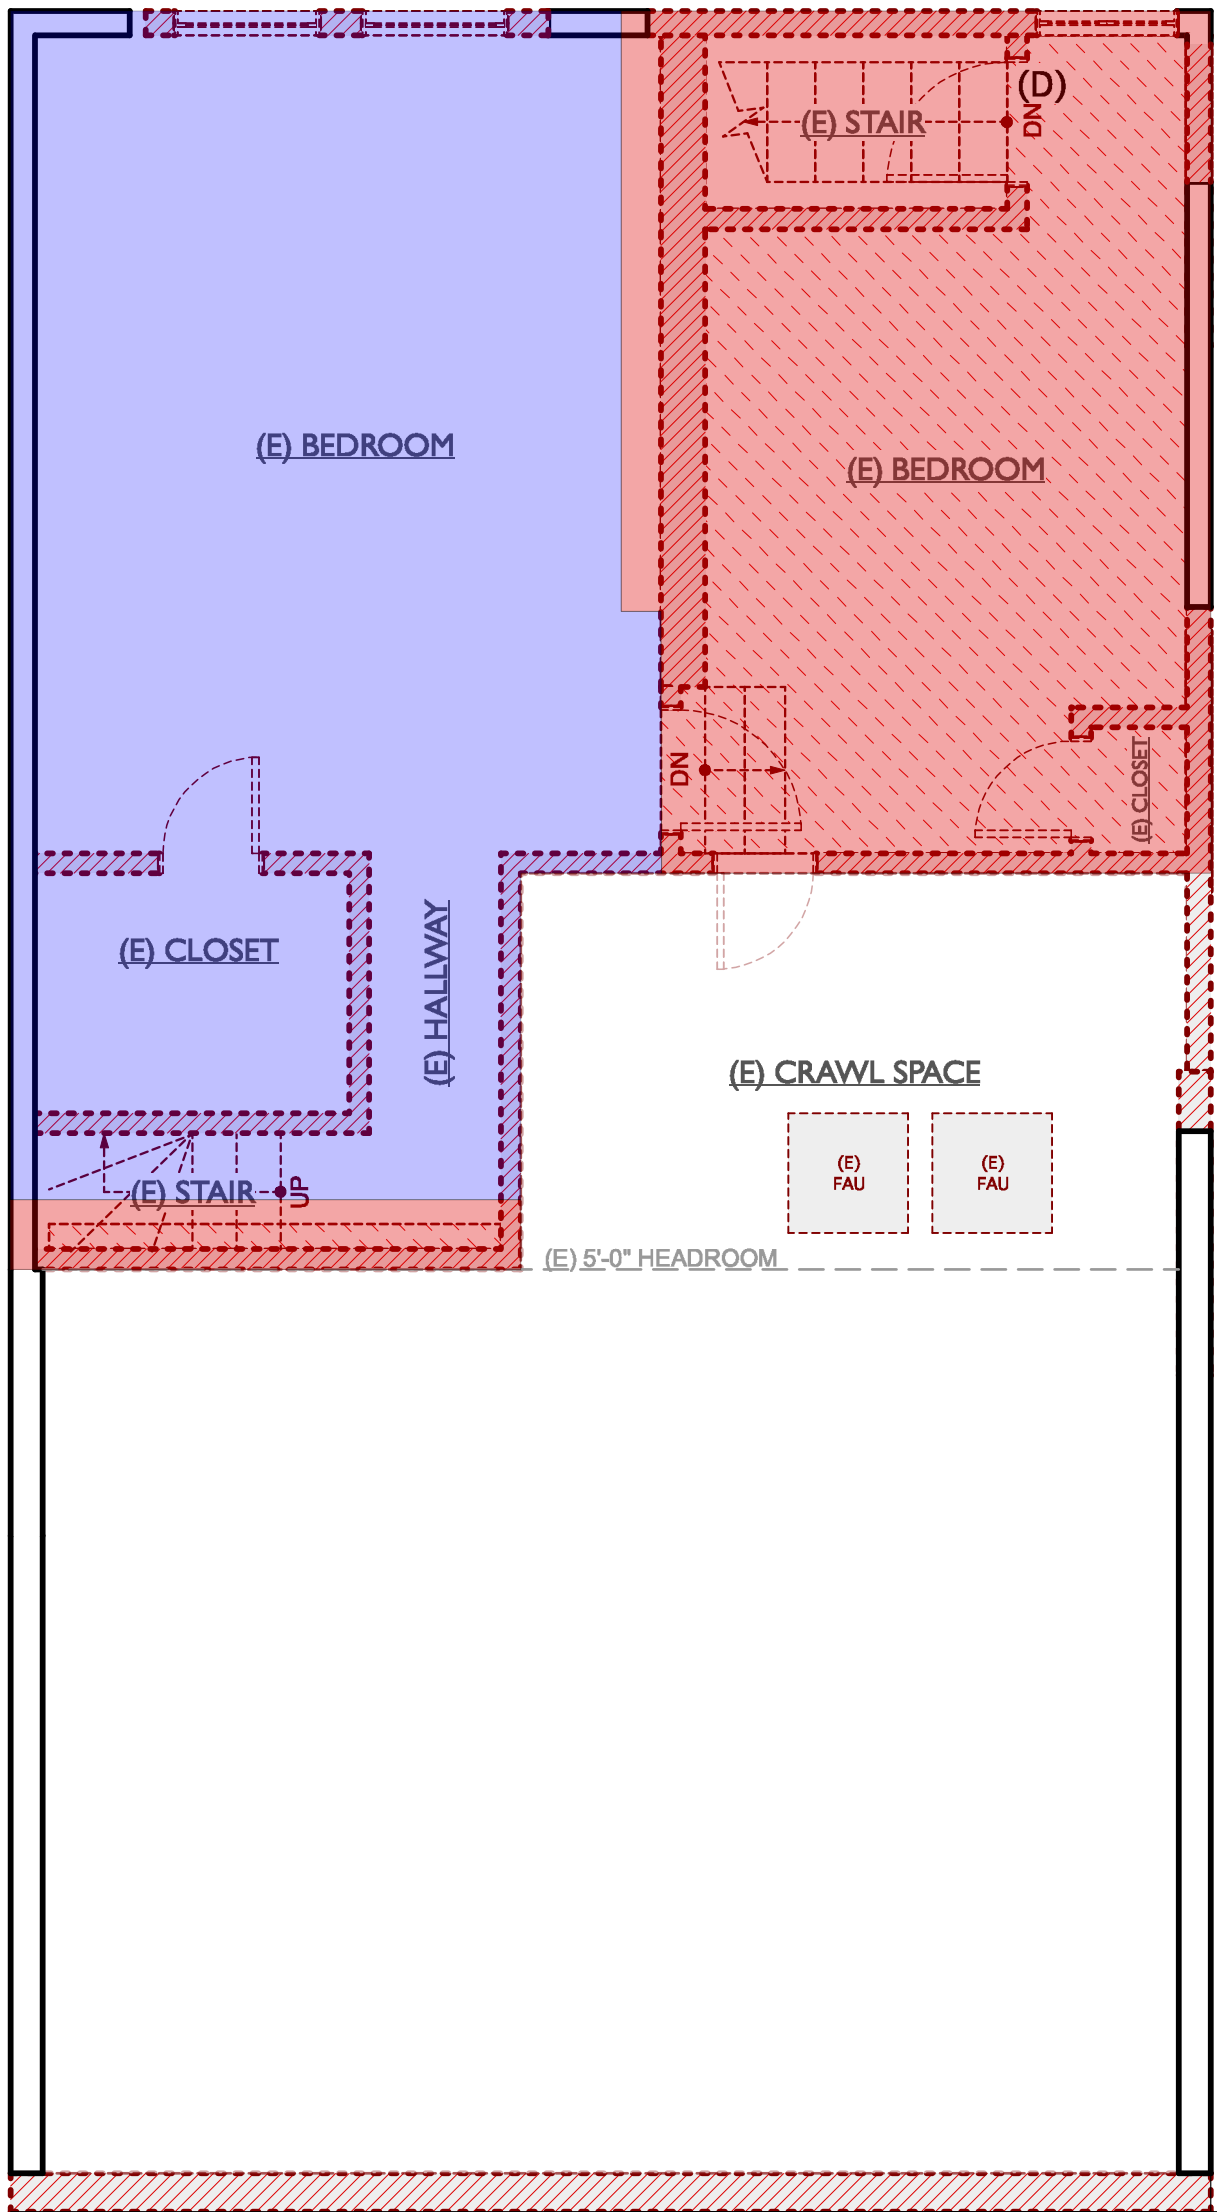 (D)
DN
(E) STAIR
(E) BEDROOM
(E) BEDROOM
DN
(E) CLOSET
(E) CLOSET
(E) HALLWAY
(E) CRAWL SPACE
(E)
FAU
(E)
FAU
(E) STAIR
UP
(E) 5'-0" HEADROOM